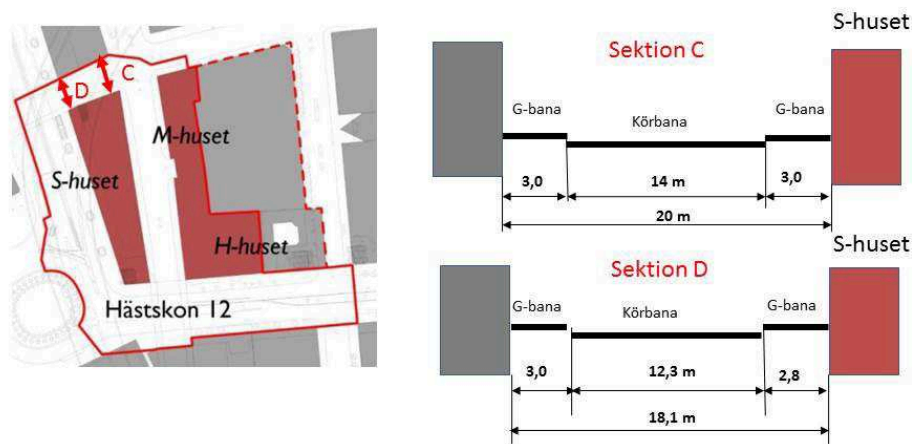 D
C
M-huset
S-huset
H-huset
Hästskon 12
S-huset
Sektion C
G-bana
Körbana
G-bana
3,0
14 m
3,0
20 m
S-huset
Sektion D
G-bana
Körbana
G-bana
3,0
12,3 m
2,8
18,1 m